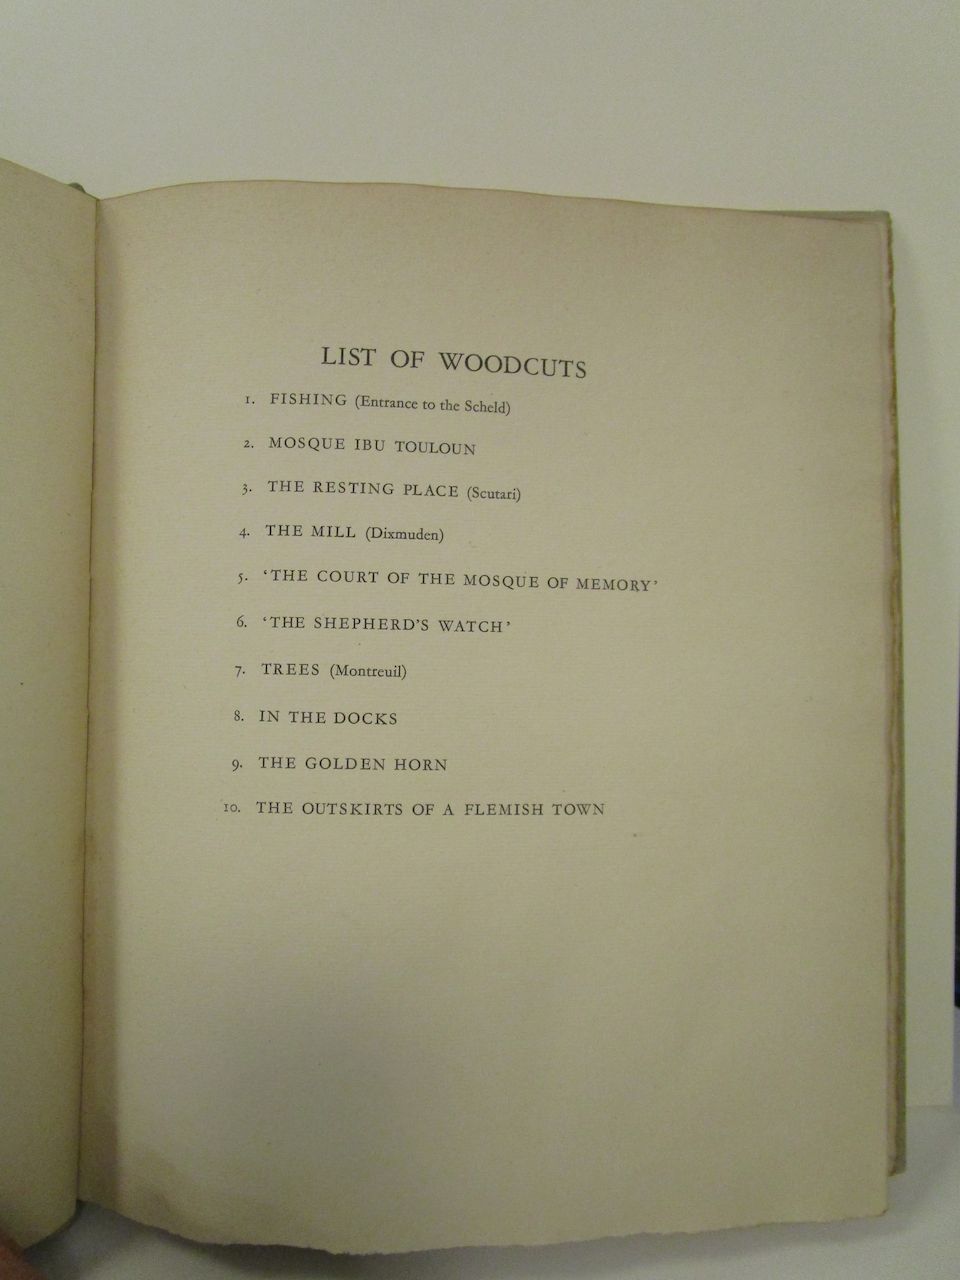 LIST OF WOODCUTS
1. FISHING (Entrance to the Scheld)
2. MOSQUE IBU TOULOUN
3. THE RESTING PLACE (Scutari)
4. THE MILL (Dixmuden)
5. ‘THE COURT OF THE MOSQUE OF MEMORY’
6. ‘THE SHEPHERD’S WATCH’
7. TREES (Montreuil)
8. IN THE DOCKS
9. THE GOLDEN HORN
10. THE OUTSKIRTS OF A FLEMISH TOWN